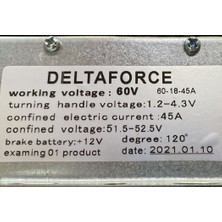 DELTAFORCE
working voltage : 60V 60-18-45A
turning handle voltage:1.2-4.3V
confined electric current :45A
confined voltage:51.5-52.5V
brake battery:+12V degree: 120°
examing 01 product date :2021.01.10